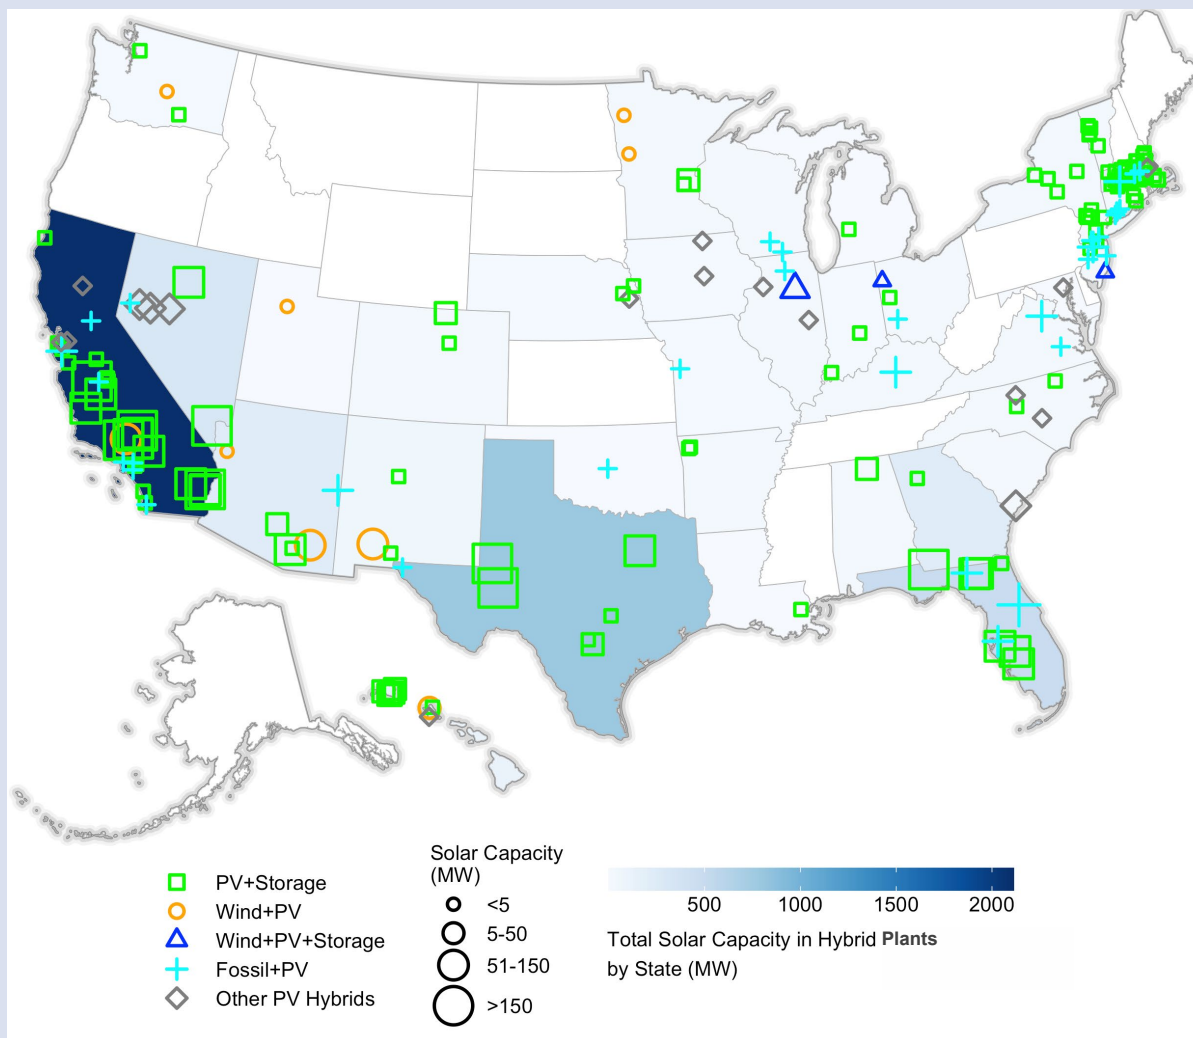 PV+Storage
Wind+PV
Wind+PV+Storage
Fossil+PV
Other PV Hybrids
Solar Capacity
(MW)
<5
5-50
51-150
>150
500 1000 1500 2000
Total Solar Capacity in Hybrid Plants
by State (MW)